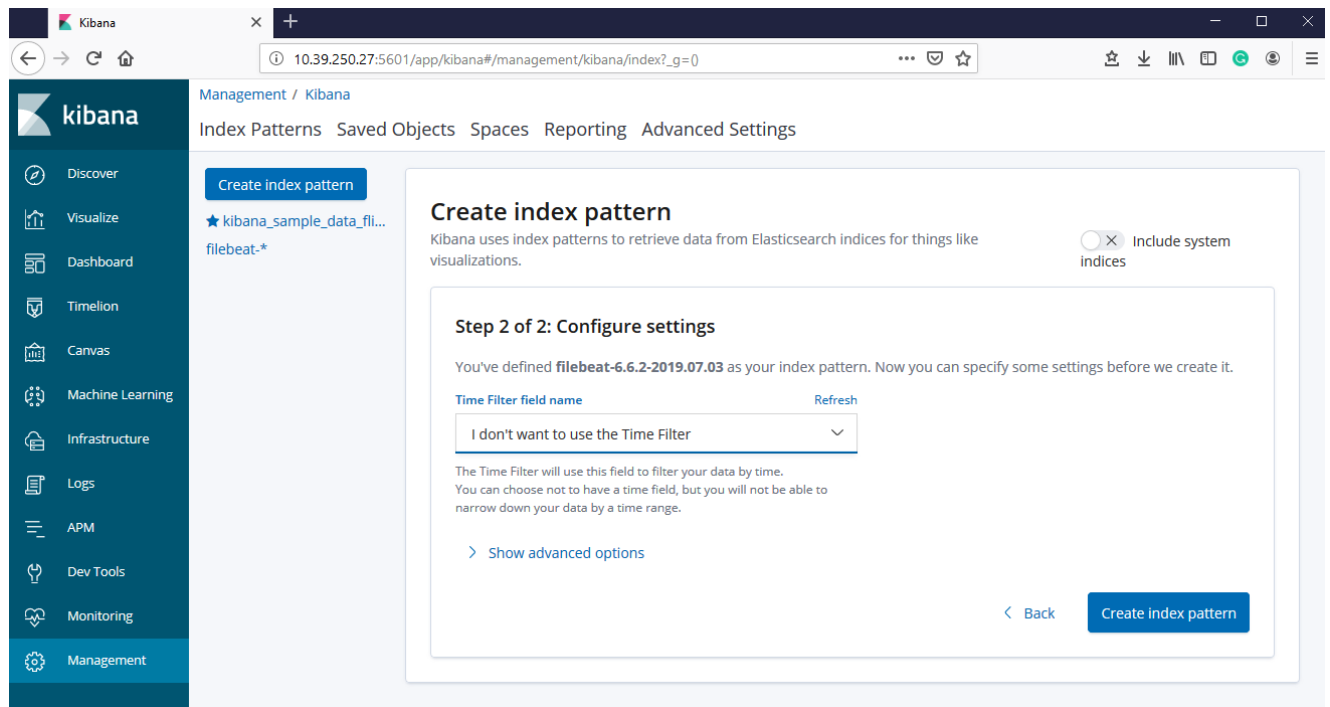 Kibana
10.39.250.27:5601/app/kibana#/management/kibana/index?_g=()
kibana
Management / Kibana
Index Patterns Saved Objects Spaces Reporting Advanced Settings
Discover
Visualize
Dashboard
Timelion
Canvas
Machine Learning
Infrastructure
Logs
APM
Dev Tools
Monitoring
Management
Create index pattern
kibana_sample_data_fli...
filebeat-*
Create index pattern
Kibana uses index patterns to retrieve data from Elasticsearch indices for things like
visualizations.
Include system
indices
Step 2 of 2: Configure settings
You've defined filebeat-6.6.2-2019.07.03 as your index pattern. Now you can specify some settings before we create it.
Time Filter field name Refresh
I don't want to use the Time Filter
The Time Filter will use this field to filter your data by time.
You can choose not to have a time field, but you will not be able to
narrow down your data by a time range.
Show advanced options
Back Create index pattern